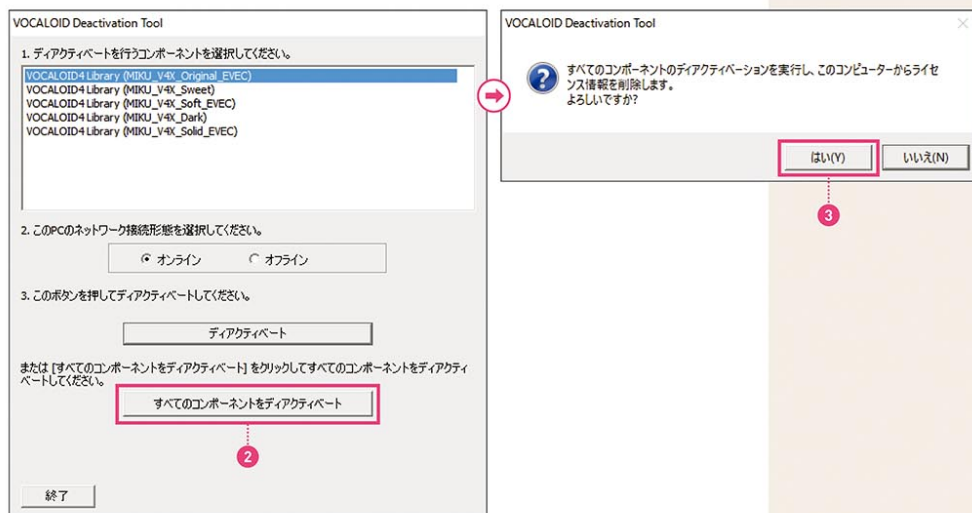 VOCALOID Deactivation Tool
1. ディアクティベートを行うコンポーネントを選択してください。
VOCALOID4 Library (MIKU_V4X_Original_EVEC)
VOCALOID4 Library (MIKU_V4X_Sweet)
VOCALOID4 Library (MIKU_V4X_Soft_EVEC)
VOCALOID4 Library (MIKU_V4X_Dark)
VOCALOID4 Library (MIKU_V4X_Solid_EVEC)
2. このPCのネットワーク接続形態を選択してください。
オンライン オフライン
3. このボタンを押してディアクティベートしてください。
ディアクティベート
または [すべてのコンポーネントをディアクティベート] をクリックしてすべてのコンポーネントをディアクティ
ベートしてください。
すべてのコンポーネントをディアクティベート
2
終了
VOCALOID Deactivation Tool
すべてのコンポーネントのディアクティベーションを実行し、このコンピューターからライセ
ンス情報を削除します。
よろしいですか?
はい(Y) いいえ(N)
3